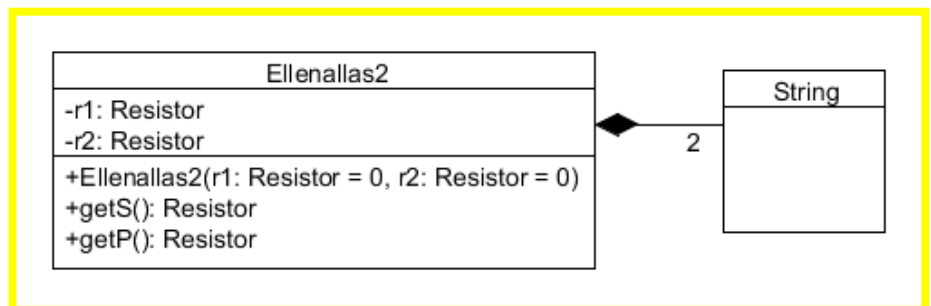 Ellenallas2
-r1: Resistor
-r2: Resistor
+Ellenallas2(r1: Resistor = 0, r2: Resistor = 0)
+getS(): Resistor
+getP(): Resistor
2
String